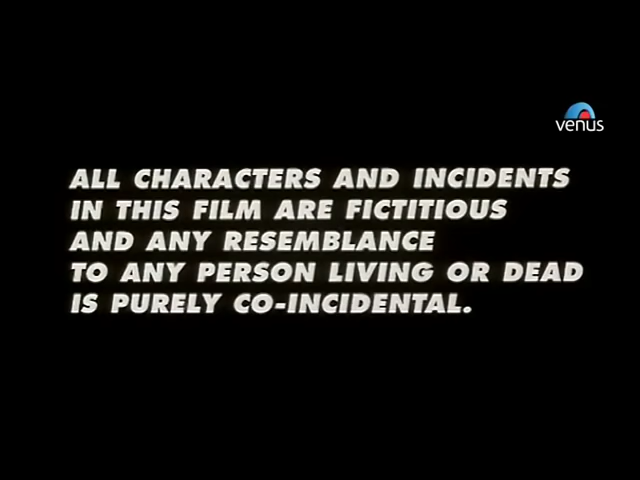 venus
ALL CHARACTERS AND INCIDENTS
IN THIS FILM ARE FICTITIOUS
AND ANY RESEMBLANCE
TO ANY PERSON LIVING OR DEAD
IS PURELY CO-INCIDENTAL.